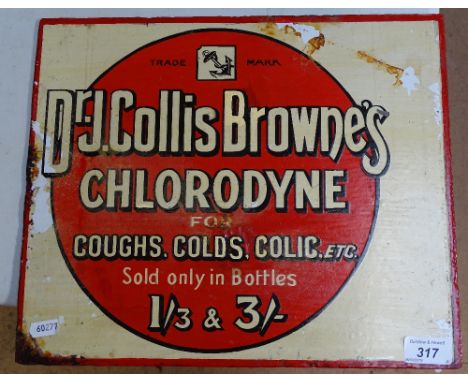 TRADE MARK
Dr. J. Collis Browne's
CHLORODYNE
FOR
COUGHS. COLDS, COLIC. ETC.
Sold only in Bottles
1/3 & 3/-
60277
317